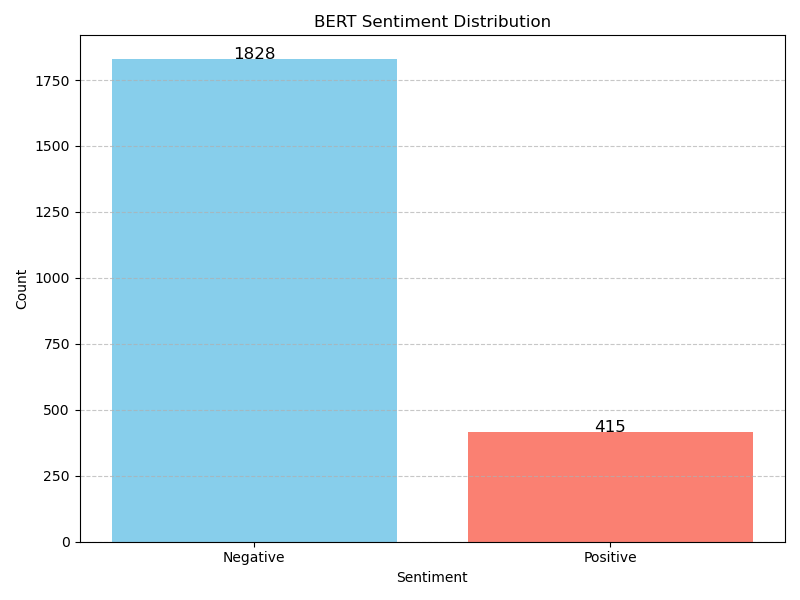 BERT Sentiment Distribution
1828
1750
1500
1250
1000
Count
750
500
415
250
0
Negative
Positive
Sentiment